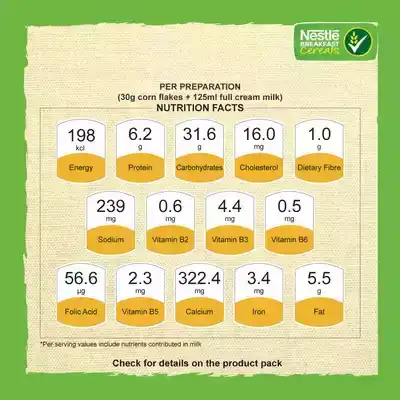 Nestlé
BREAKFAST
Cereals
PER PREPARATION
(30g corn flakes + 125ml full cream milk)
NUTRITION FACTS
198 6.2 31.6 16.0 1.0
kcl g g mg g
Energy Protein Carbohydrates Cholesterol Dietary Fibre
239 0.6 4.4 0.5
mg mg mg mg
Sodium Vitamin B2 Vitamin B3 Vitamin B6
56.6 2.3 322.4 3.4 5.5
µg mg mg mg g
Folic Acid Vitamin B5 Calcium Iron Fat
*Per serving values include nutrients contributed in milk
Check for details on the product pack